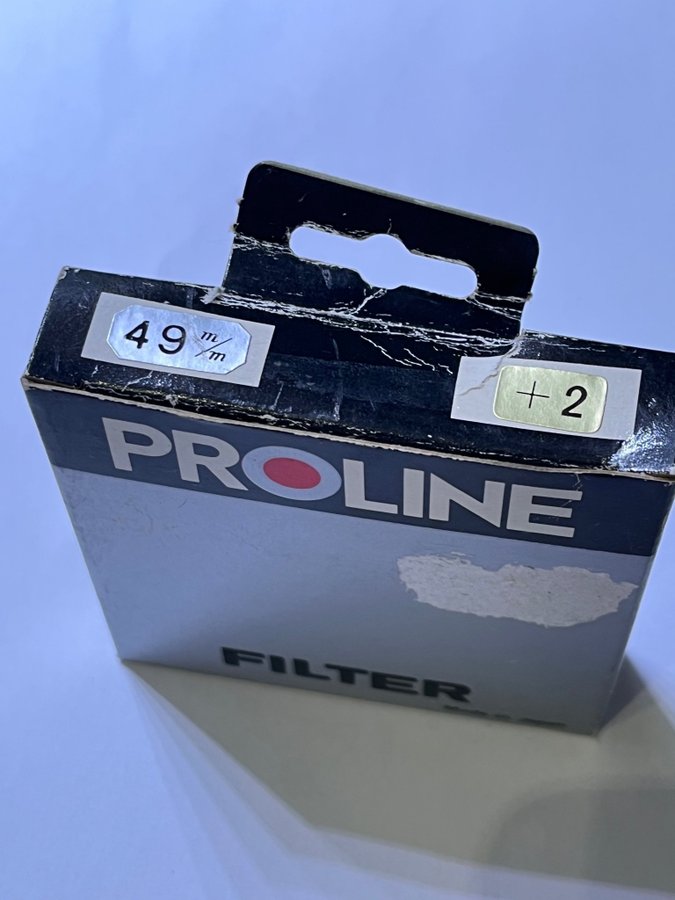 49 m/m
+2
PROLINE
FILTER